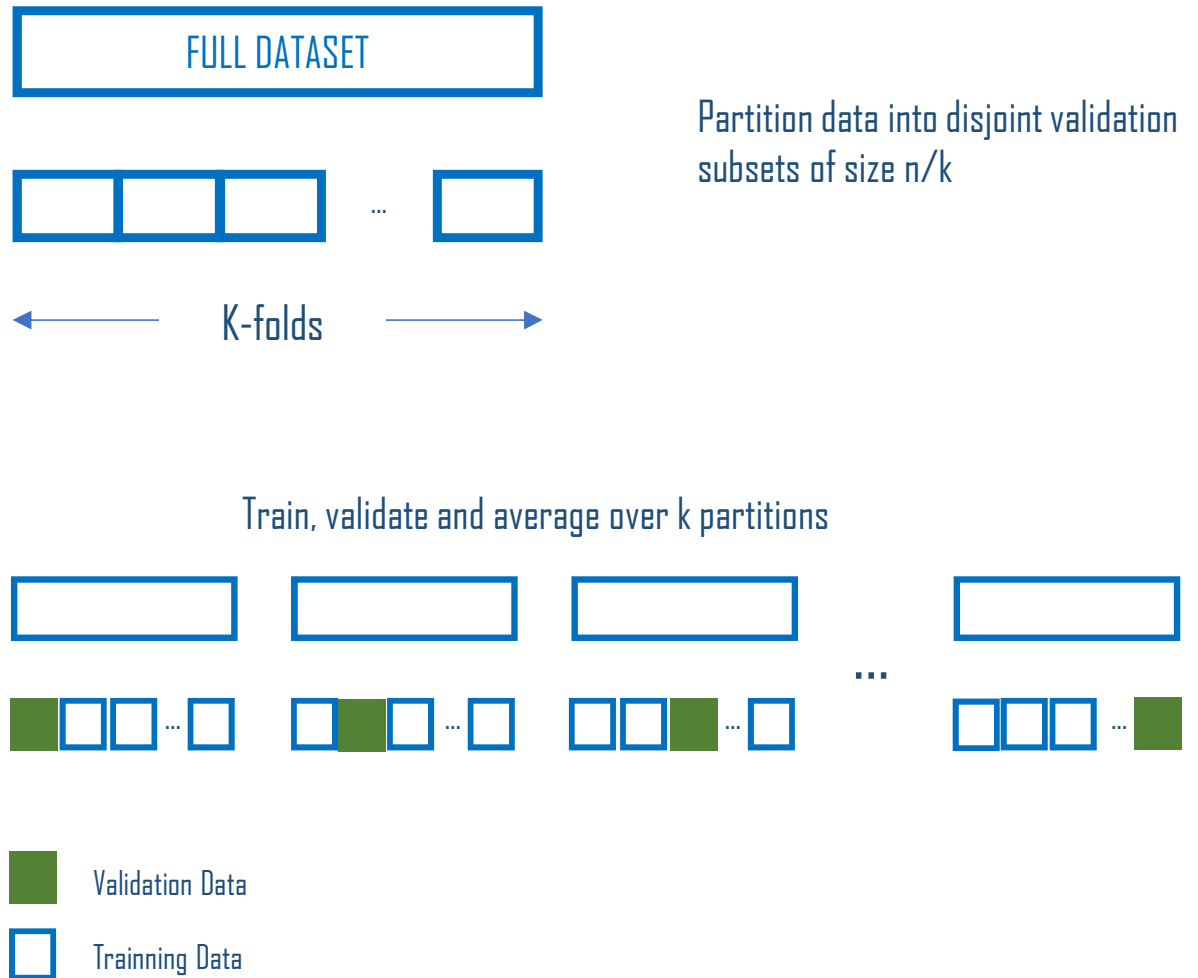 FULL DATASET
Partition data into disjoint validation
subsets of size n/k
...
K-folds
Train, validate and average over k partitions
...
... ... ... ...
Validation Data
Trainning Data